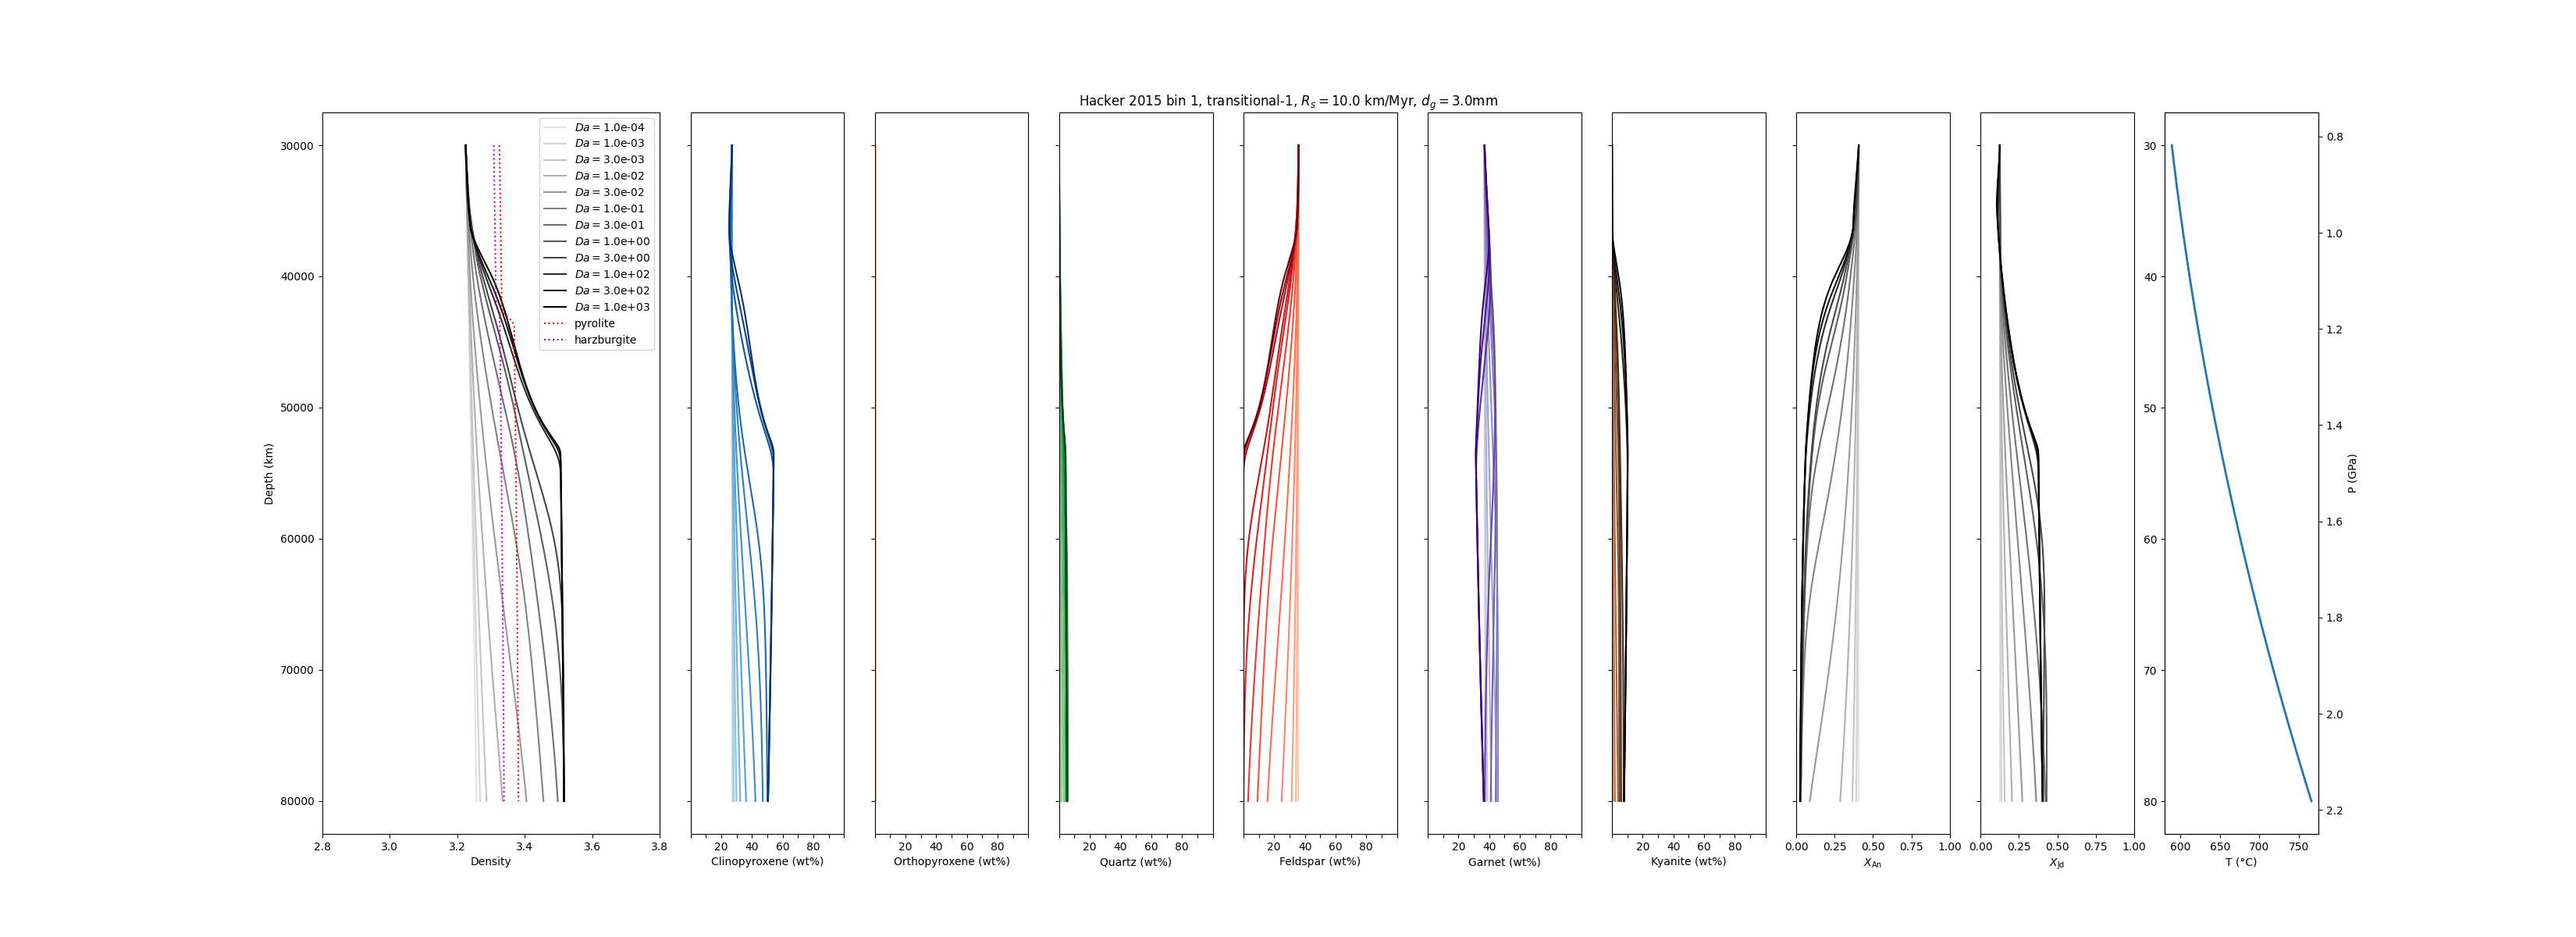 Hacker 2015 bin 1, transitional-1, Rs = 10.0 km/Myr, dg = 3.0mm
Da = 1.0e-04
Da = 1.0e-03
Da = 3.0e-03
Da = 1.0e-02
Da = 3.0e-02
Da = 1.0e-01
Da = 3.0e-01
Da = 1.0e+00
Da = 3.0e+00
Da = 1.0e+02
Da = 3.0e+02
Da = 1.0e+03
pyrolite
harzburgite
Depth (km)
30000
40000
50000
60000
70000
80000
2.8 3.0 3.2 3.4 3.6 3.8
Density
20 40 60 80
Clinopyroxene (wt%)
20 40 60 80
Orthopyroxene (wt%)
20 40 60 80
Quartz (wt%)
20 40 60 80
Feldspar (wt%)
20 40 60 80
Garnet (wt%)
20 40 60 80
Kyanite (wt%)
0.00 0.25 0.50 0.75 1.00
XAn
0.00 0.25 0.50 0.75 1.00
XJd
30
40
50
60
70
80
600 650 700 750
T (°C)
0.8
1.0
1.2
1.4
1.6
1.8
2.0
2.2
P (GPa)